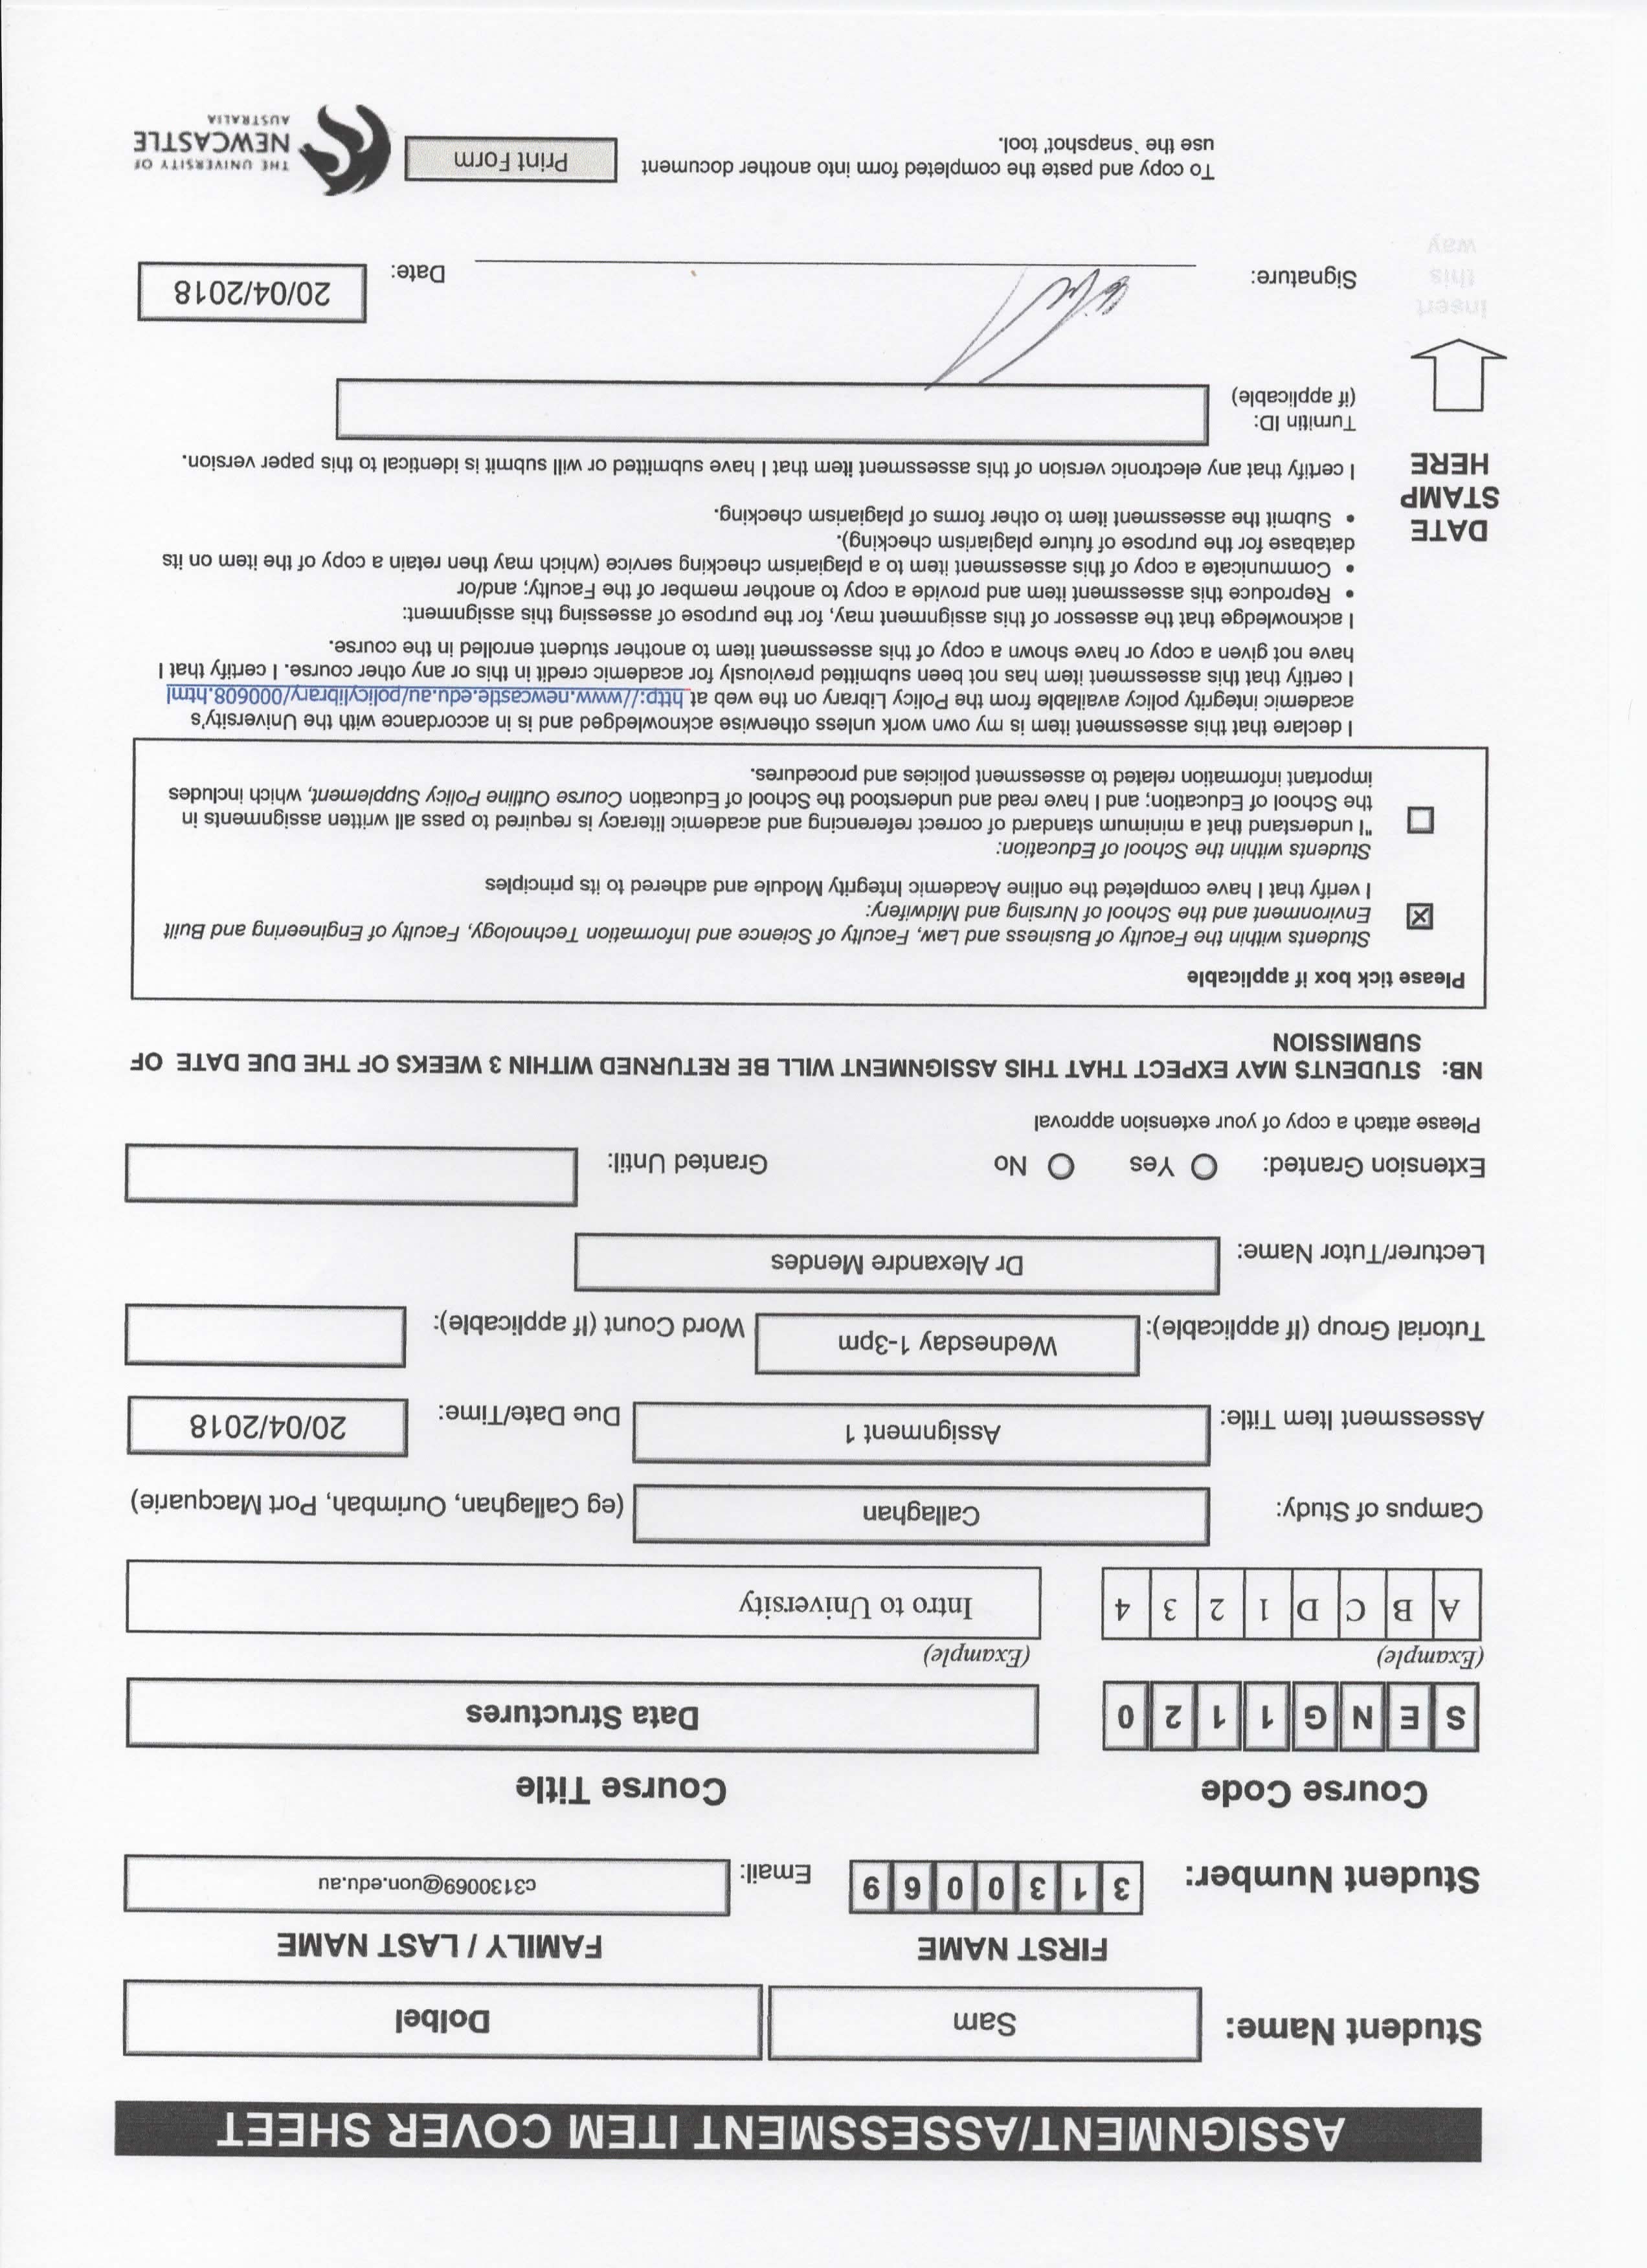 ASSIGNMENT/ASSESSMENT ITEM COVER SHEET
Student Name: Sam Dolbel
FIRST NAME FAMILY / LAST NAME
Student Number: 3 1 3 0 0 6 9 Email: c3130069@uon.edu.au
Course Code Course Title
S E N G 1 1 2 0 Data Structures
(Example) (Example)
A B C D 1 2 3 4 Intro to University
Campus of Study: Callaghan (eg Callaghan, Ourimbah, Port Macquarie)
Assessment Item Title: Assignment 1 Due Date/Time: 20/04/2018
Tutorial Group (If applicable): Wednesday 1-3pm Word Count (If applicable):
Lecturer/Tutor Name: Dr Alexandre Mendes
Extension Granted: Yes No Granted Until:
Please attach a copy of your extension approval
NB: STUDENTS MAY EXPECT THAT THIS ASSIGNMENT WILL BE RETURNED WITHIN 3 WEEKS OF THE DUE DATE OF
SUBMISSION
Please tick box if applicable
Students within the Faculty of Business and Law, Faculty of Science and Information Technology, Faculty of Engineering and Built
Environment and the School of Nursing and Midwifery:
I verify that I have completed the online Academic Integrity Module and adhered to its principles
Students within the School of Education:
"I understand that a minimum standard of correct referencing and academic literacy is required to pass all written assignments in
the School of Education; and I have read and understood the School of Education Course Outline Policy Supplement, which includes
important information related to assessment policies and procedures.
I declare that this assessment item is my own work unless otherwise acknowledged and is in accordance with the University's
academic integrity policy available from the Policy Library on the web at http://www.newcastle.edu.au/policylibrary/000608.html
I certify that this assessment item has not been submitted previously for academic credit in this or any other course. I certify that I
have not given a copy or have shown a copy of this assessment item to another student enrolled in the course.
I acknowledge that the assessor of this assignment may, for the purpose of assessing this assignment:
• Reproduce this assessment item and provide a copy to another member of the Faculty; and/or
• Communicate a copy of this assessment item to a plagiarism checking service (which may then retain a copy of the item on its
database for the purpose of future plagiarism checking).
• Submit the assessment item to other forms of plagiarism checking.
DATE
STAMP
HERE
I certify that any electronic version of this assessment item that I have submitted or will submit is identical to this paper version.
Turnitin ID:
(if applicable)
Insert
this
way
Signature: Date: 20/04/2018
To copy and paste the completed form into another document
use the `snapshot' tool.
Print Form
THE UNIVERSITY OF
NEWCASTLE
AUSTRALIA